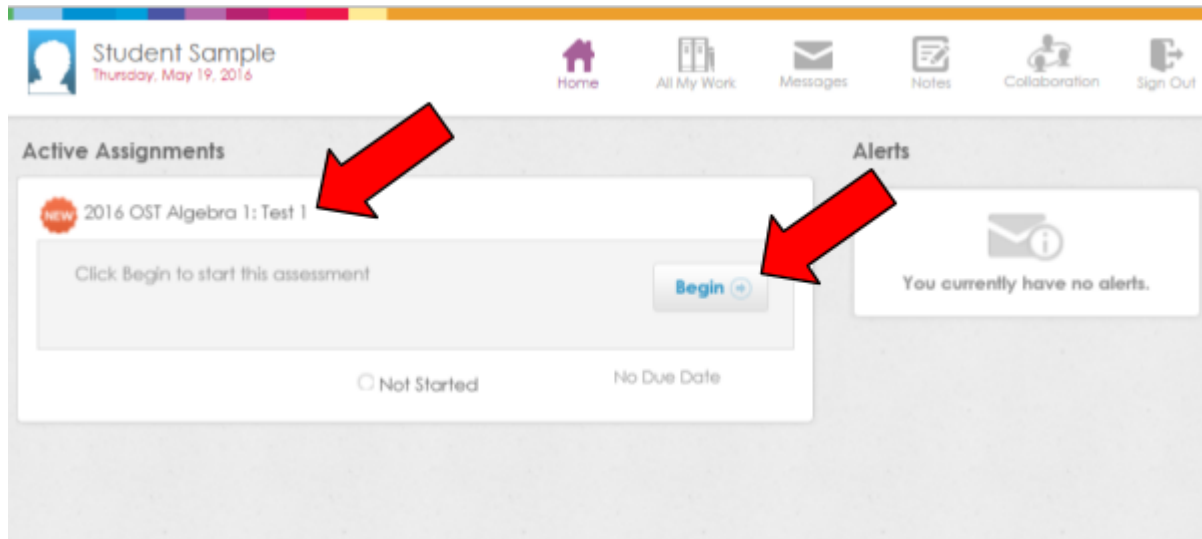 Student Sample
Thursday, May 19, 2016
Home
All My Work
Messages
Notes
Collaboration
Sign Out
Active Assignments
Alerts
NEW
2016 OST Algebra 1: Test 1
Click Begin to start this assessment
Begin
You currently have no alerts.
Not Started
No Due Date